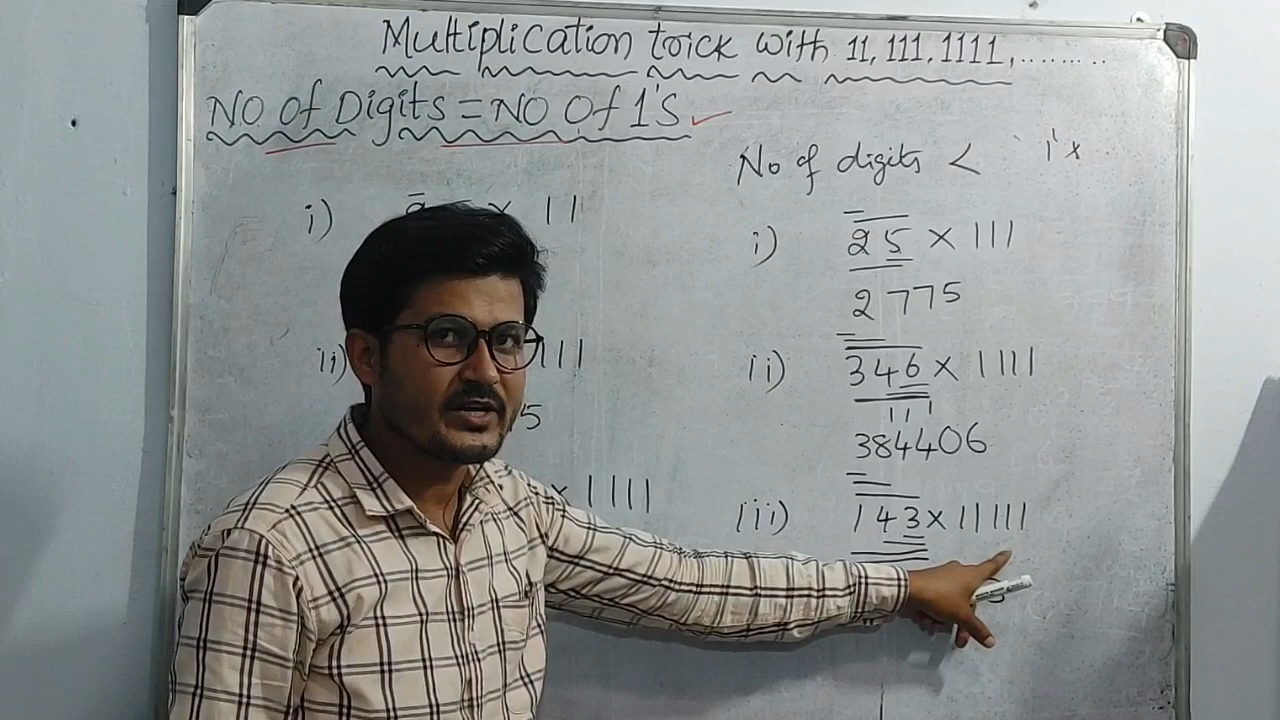 Multiplication trick with 11, 111, 1111, ........
NO Of Digits = NO Of 1's ✓
No of digits < 1's
i) × 11
ii) 111
5
× 1111
i) 25 × 111
2775
ii) 346 × 1111
111
384406
iii) 143 × 11111